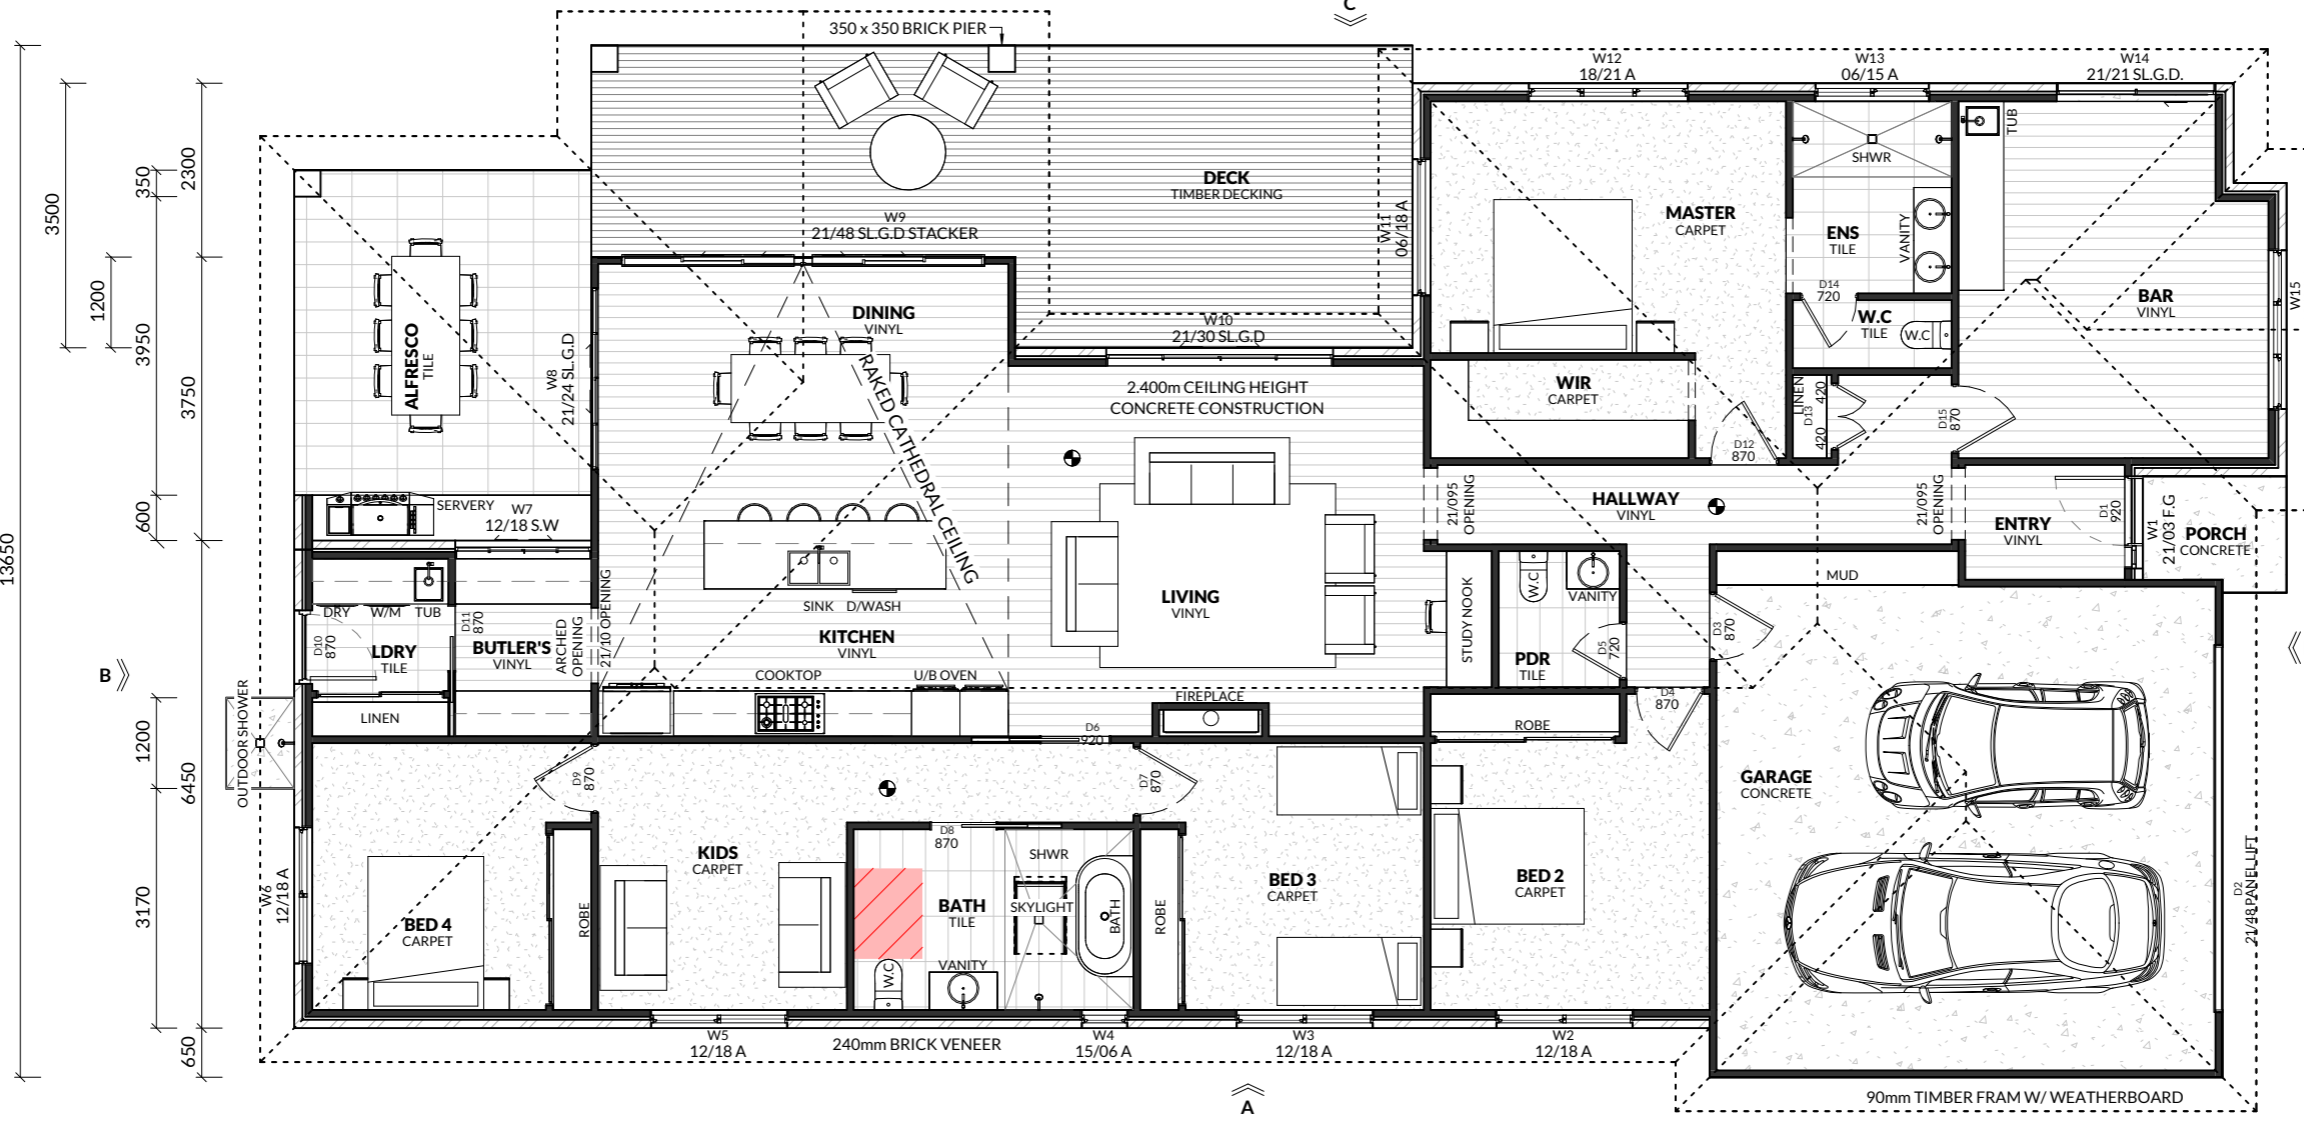 C
350 x 350 BRICK PIER
W12
18/21 A
W13
06/15 A
W14
21/21 SL.G.D.
TUB
SHWR
DECK
TIMBER DECKING
W11
06/18 A
MASTER
CARPET
ENS
TILE
VANITY
W9
21/48 SL.G.D STACKER
D14
720
W.C
TILE
W.C
BAR
VINYL
W15
13650
3500
1200
350
3950
600
1200
3170
2300
3750
6450
650
ALFRESCO
TILE
W8
21/24 SL.G.D
DINING
VINYL
W10
21/30 SL.G.D
RAKED CATHEDRAL CEILING
2.400m CEILING HEIGHT
CONCRETE CONSTRUCTION
WIR
CARPET
LINEN
D13
420
420
D15
870
D12
870
SERVERY
W7
12/18 S.W
21/095
OPENING
HALLWAY
VINYL
21/095
OPENING
ENTRY
VINYL
D1
920
W1
21/03 F.G
PORCH
CONCRETE
DRY
W/M
TUB
D10
870
D11
870
LDRY
TILE
BUTLER'S
VINYL
ARCHED
OPENING
21/10 OPENING
SINK
D/WASH
KITCHEN
VINYL
LIVING
VINYL
STUDY NOOK
W.C
VANITY
PDR
TILE
D5
720
MUD
D3
870
B
LINEN
COOKTOP
U/B OVEN
FIREPLACE
ROBE
D4
870
OUTDOOR SHOWER
D9
870
D6
920
D7
870
GARAGE
CONCRETE
W6
12/18 A
BED 4
CARPET
ROBE
KIDS
CARPET
D8
870
SHWR
BATH
TILE
SKYLIGHT
BATH
W.C
VANITY
ROBE
BED 3
CARPET
BED 2
CARPET
D2
21/48 PANEL LIFT
W5
12/18 A
240mm BRICK VENEER
W4
15/06 A
W3
12/18 A
W2
12/18 A
A
90mm TIMBER FRAM W/ WEATHERBOARD